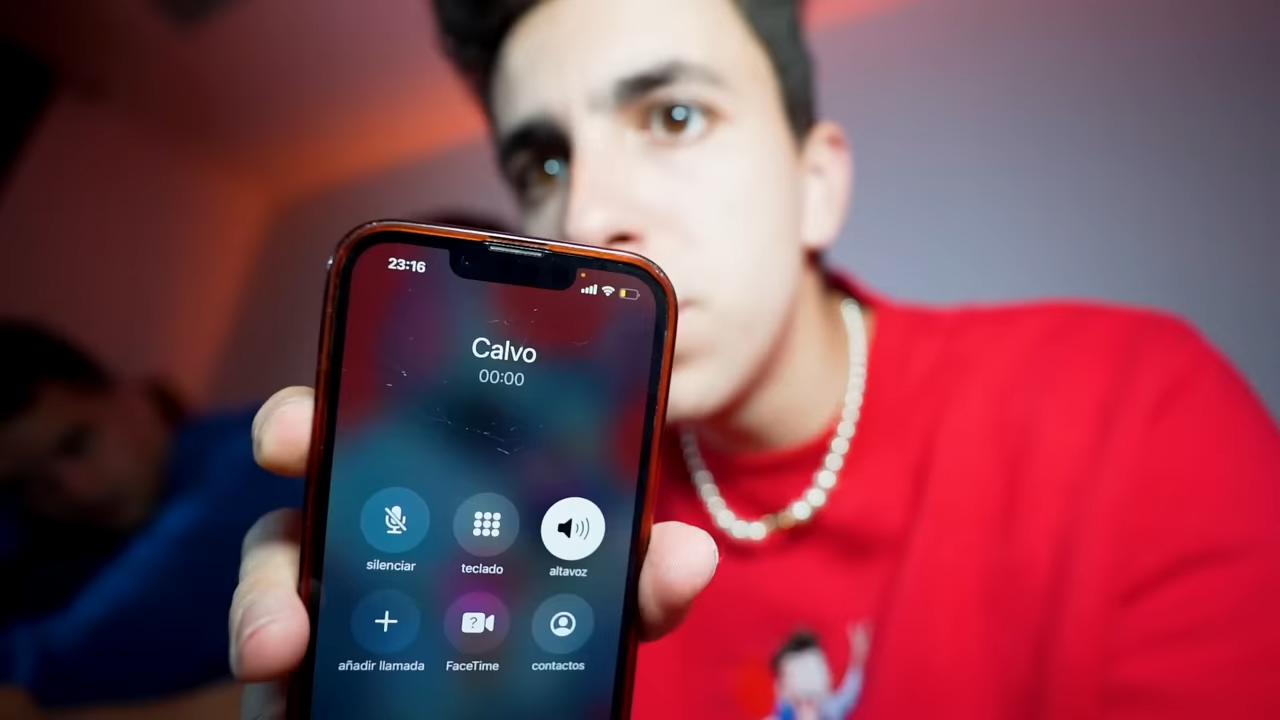 23:16
Calvo
00:00
silenciar teclado altavoz
añadir llamada FaceTime contactos